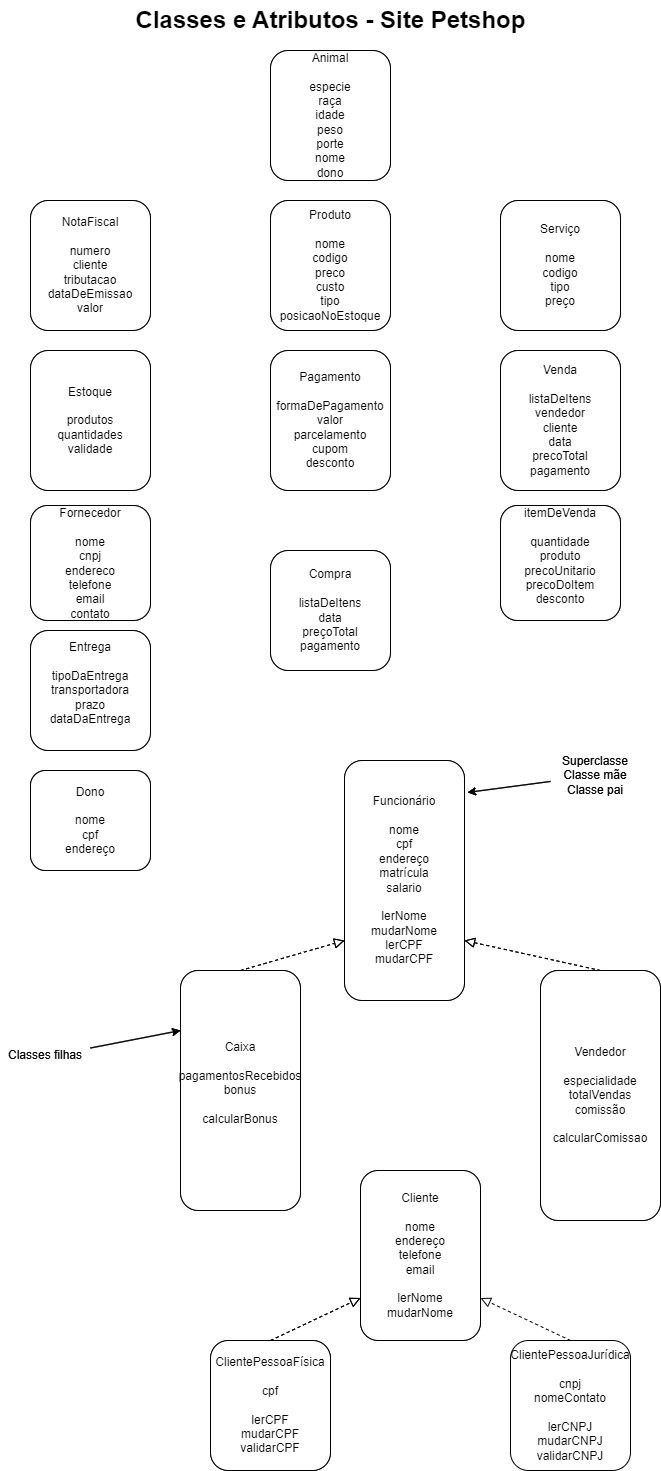 Classes e Atributos - Site Petshop
Animal
especie
raça
idade
peso
porte
nome
dono
NotaFiscal
numero
cliente
tributacao
dataDeEmissao
valor
Produto
nome
codigo
preco
custo
tipo
posicaoNoEstoque
Serviço
nome
codigo
tipo
preço
Estoque
produtos
quantidades
validade
Pagamento
formaDePagamento
valor
parcelamento
cupom
desconto
Venda
listaDeItens
vendedor
cliente
data
precoTotal
pagamento
Fornecedor
nome
cnpj
endereco
telefone
email
contato
Compra
listaDeItens
data
preçoTotal
pagamento
itemDeVenda
quantidade
produto
precoUnitario
precoDoItem
desconto
Entrega
tipoDaEntrega
transportadora
prazo
dataDaEntrega
Dono
nome
cpf
endereço
Superclasse
Classe mãe
Classe pai
Funcionário
nome
cpf
endereço
matrícula
salario
lerNome
mudarNome
lerCPF
mudarCPF
Classes filhas
Caixa
pagamentosRecebidos
bonus
calcularBonus
Vendedor
especialidade
totalVendas
comissão
calcularComissao
Cliente
nome
endereço
telefone
email
lerNome
mudarNome
ClientePessoaFísica
cpf
lerCPF
mudarCPF
validarCPF
ClientePessoaJurídica
cnpj
nomeContato
lerCNPJ
mudarCNPJ
validarCNPJ